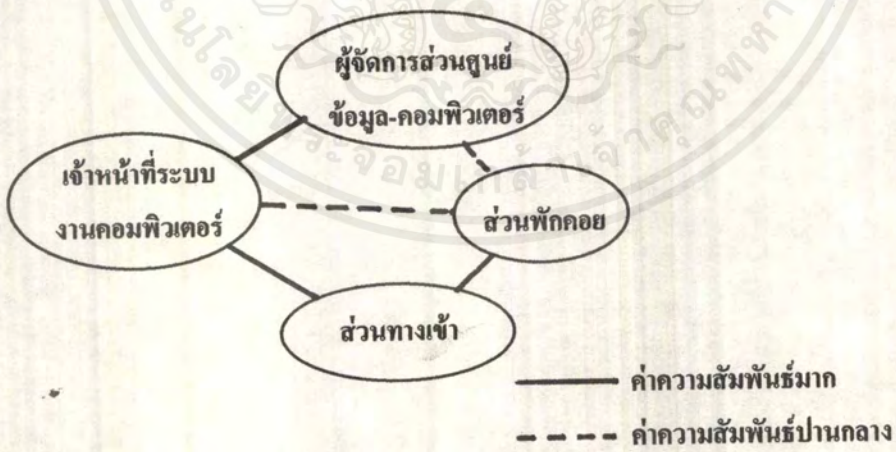 ผู้จัดการส่วนศูนย์
ข้อมูล-คอมพิวเตอร์
เจ้าหน้าที่ระบบ
งานคอมพิวเตอร์
ส่วนพักคอย
ส่วนทางเข้า
ค่าความสัมพันธ์มาก
ค่าความสัมพันธ์ปานกลาง